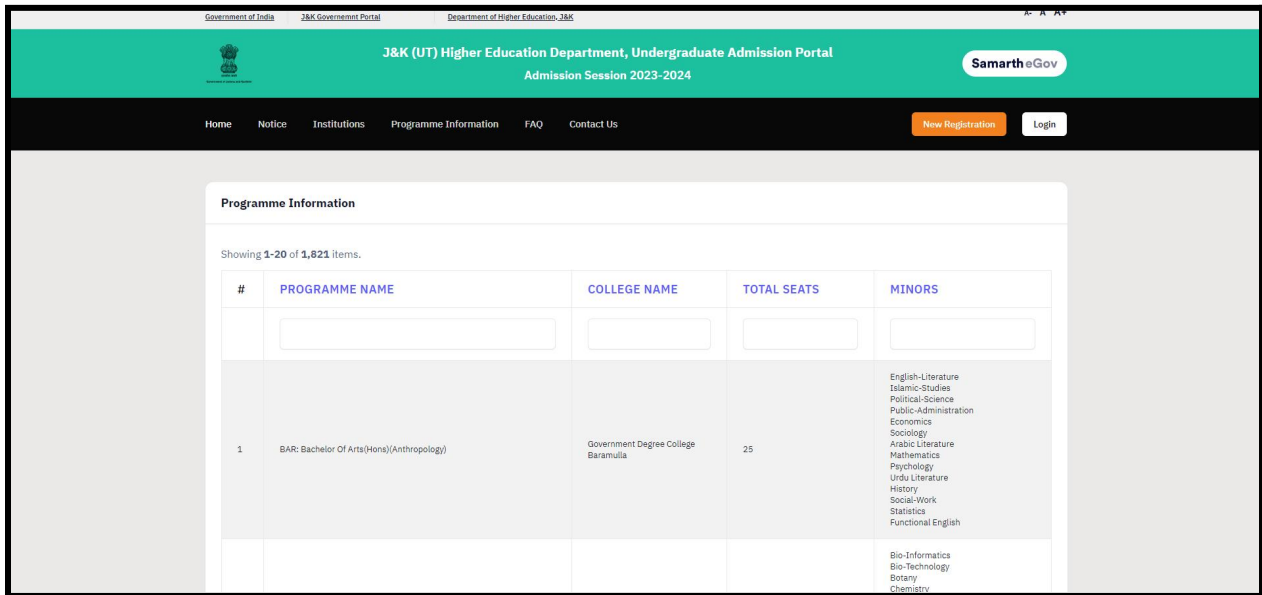 Government of India J&K Governemnt Portal Department of Higher Education, J&K A- A A+
J&K (UT) Higher Education Department, Undergraduate Admission Portal
Admission Session 2023-2024
Samarth eGov
Home Notice Institutions Programme Information FAQ Contact Us New Registration Login
Programme Information
Showing 1-20 of 1,821 items.
# PROGRAMME NAME COLLEGE NAME TOTAL SEATS MINORS
1 BAR: Bachelor Of Arts(Hons)(Anthropology)
Government Degree College
Baramulla
25
English-Literature
Islamic-Studies
Political-Science
Public-Administration
Economics
Sociology
Arabic Literature
Mathematics
Psychology
Urdu Literature
History
Social-Work
Statistics
Functional English
Bio-Informatics
Bio-Technology
Botany
Chemistry